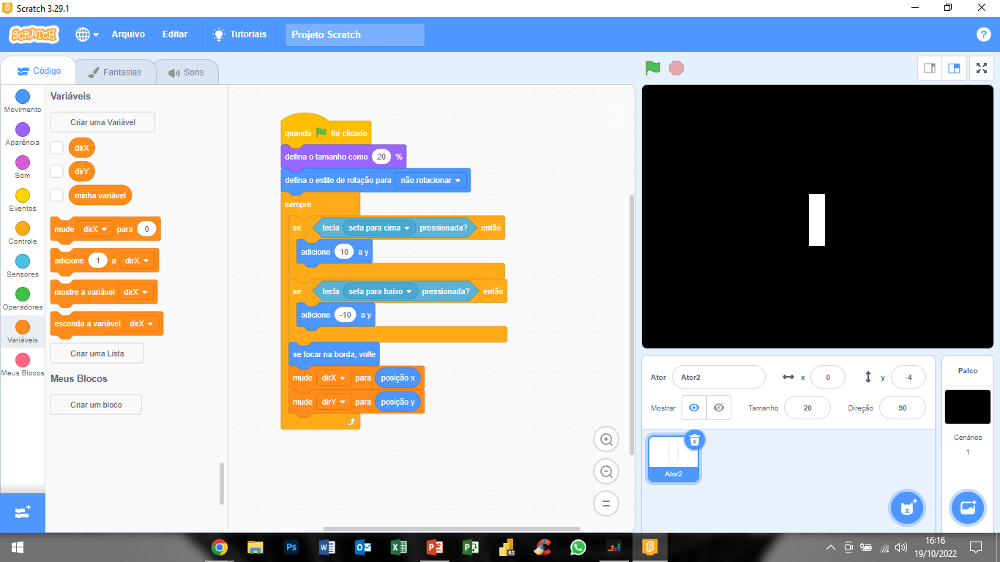 Scratch 3.29.1
SCRATCH
Arquivo
Editar
Tutoriais
Projeto Scratch
?
Código
Fantasias
Sons
Movimento
Aparência
Som
Eventos
Controle
Sensores
Operadores
Variáveis
Meus Blocos
Variáveis
Criar uma Variável
dirX
dirY
minha variável
mude dirX para 0
adicione 1 a dirX
mostre a variável dirX
esconda a variável dirX
Criar uma Lista
Meus Blocos
Criar um bloco
quando for clicado
defina o tamanho como 20 %
defina o estilo de rotação para não rotacionar
sempre
se tecla seta para cima pressionada? então
adicione 10 a y
se tecla seta para baixo pressionada? então
adicione -10 a y
se tocar na borda, volte
mude dirX para posição x
mude dirY para posição y
Ator Ator2 x 0 y -4
Mostrar Tamanho 20 Direção 90
Ator2
Palco
Cenários
1
Ps
W
O
X
P
P
RS
16:16
19/10/2022